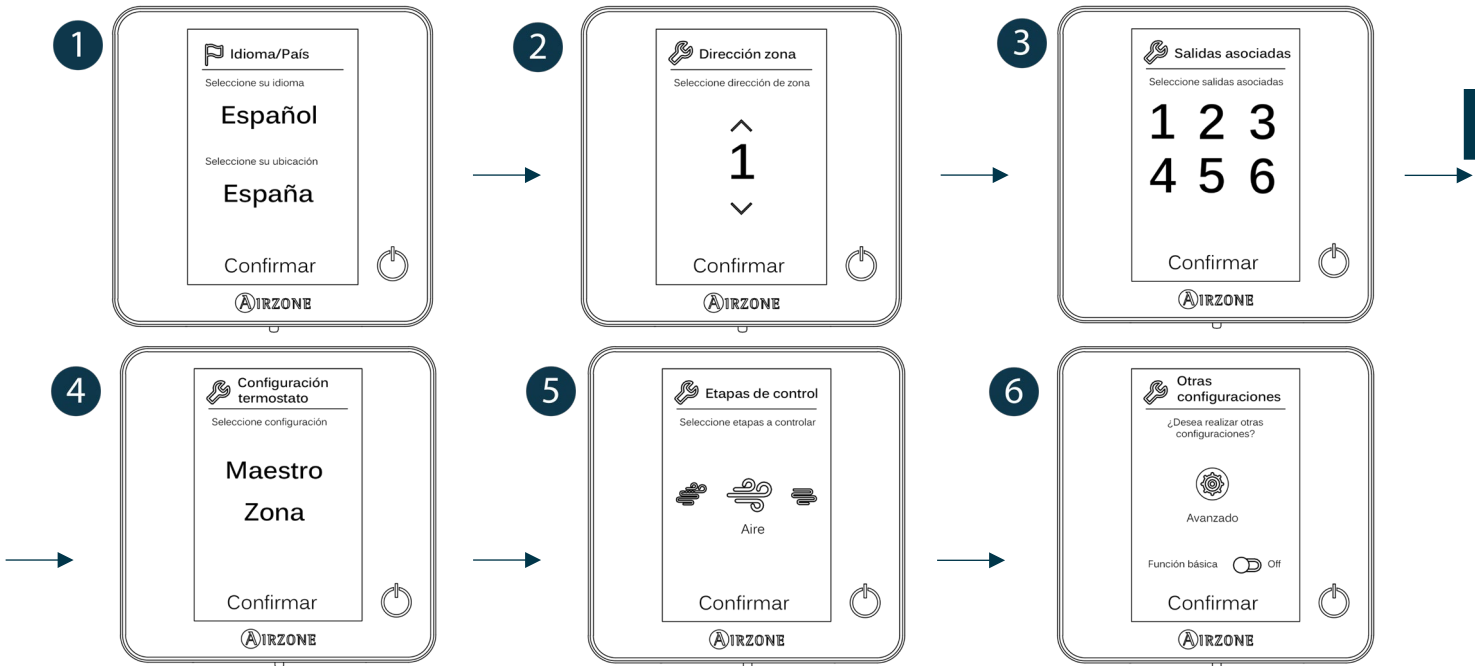 1
Idioma/País
Seleccione su idioma
Español
Seleccione su ubicación
España
Confirmar
AIRZONE
2
Dirección zona
Seleccione dirección de zona
1
Confirmar
AIRZONE
3
Salidas asociadas
Seleccione salidas asociadas
1 2 3
4 5 6
Confirmar
AIRZONE
4
Configuración
termostato
Seleccione configuración
Maestro
Zona
Confirmar
AIRZONE
5
Etapas de control
Seleccione etapas a controlar
Aire
Confirmar
AIRZONE
6
Otras
configuraciones
¿Desea realizar otras
configuraciones?
Avanzado
Función básica Off
Confirmar
AIRZONE